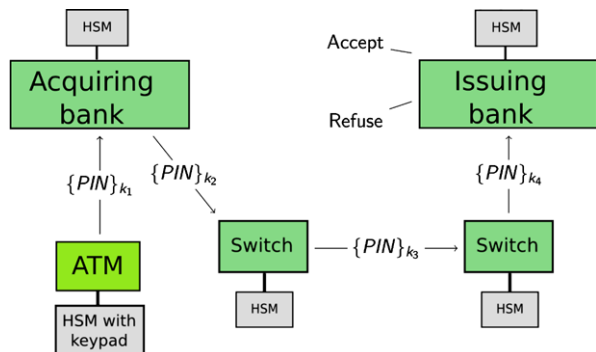 HSM
HSM
Accept
Acquiring
bank
Issuing
bank
Refuse
{PIN}k₁
{PIN}k₂
{PIN}k₄
ATM
Switch
{PIN}k₃
Switch
HSM with
keypad
HSM
HSM